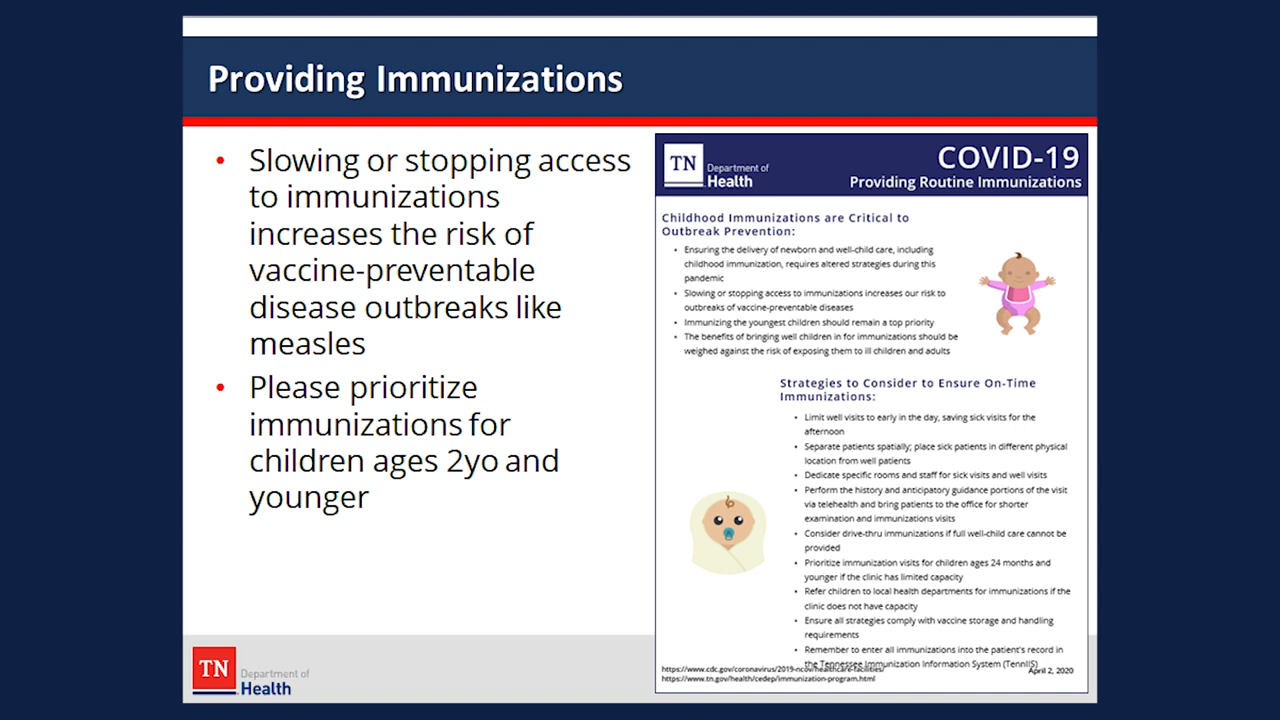 Providing Immunizations
• Slowing or stopping access
to immunizations
increases the risk of
vaccine-preventable
disease outbreaks like
measles
• Please prioritize
immunizations for
children ages 2yo and
younger
TN Department of
Health
COVID-19
Providing Routine Immunizations
Childhood Immunizations are Critical to
Outbreak Prevention:
• Ensuring the delivery of newborn and well-child care, including
childhood immunization, requires altered strategies during this
pandemic
• Slowing or stopping access to immunizations increases our risk to
outbreaks of vaccine-preventable diseases
• Immunizing the youngest children should remain a top priority
• The benefits of bringing well children in for immunizations should be
weighed against the risk of exposing them to ill children and adults
Strategies to Consider to Ensure On-Time
Immunizations:
• Limit well visits to early in the day, saving sick visits for the
afternoon
• Separate patients spatially; place sick patients in different physical
location from well patients
• Dedicate specific rooms and staff for sick visits and well visits
• Perform the history and anticipatory guidance portions of the visit
via telehealth and bring patients to the office for shorter
examination and immunizations visits
• Consider drive-thru immunizations if full well-child care cannot be
provided
• Prioritize immunization visits for children ages 24 months and
younger if the clinic has limited capacity
• Refer children to local health departments for immunizations if the
clinic does not have capacity
• Ensure all strategies comply with vaccine storage and handling
requirements
• Remember to enter all immunizations into the patient's record in
the Tennessee Immunization Information System (TennIIS)
https://www.cdc.gov/coronavirus/2019-ncov/healthcare-facilities/
https://www.tn.gov/health/cedep/immunization-program.html
April 2, 2020
TN Department of
Health